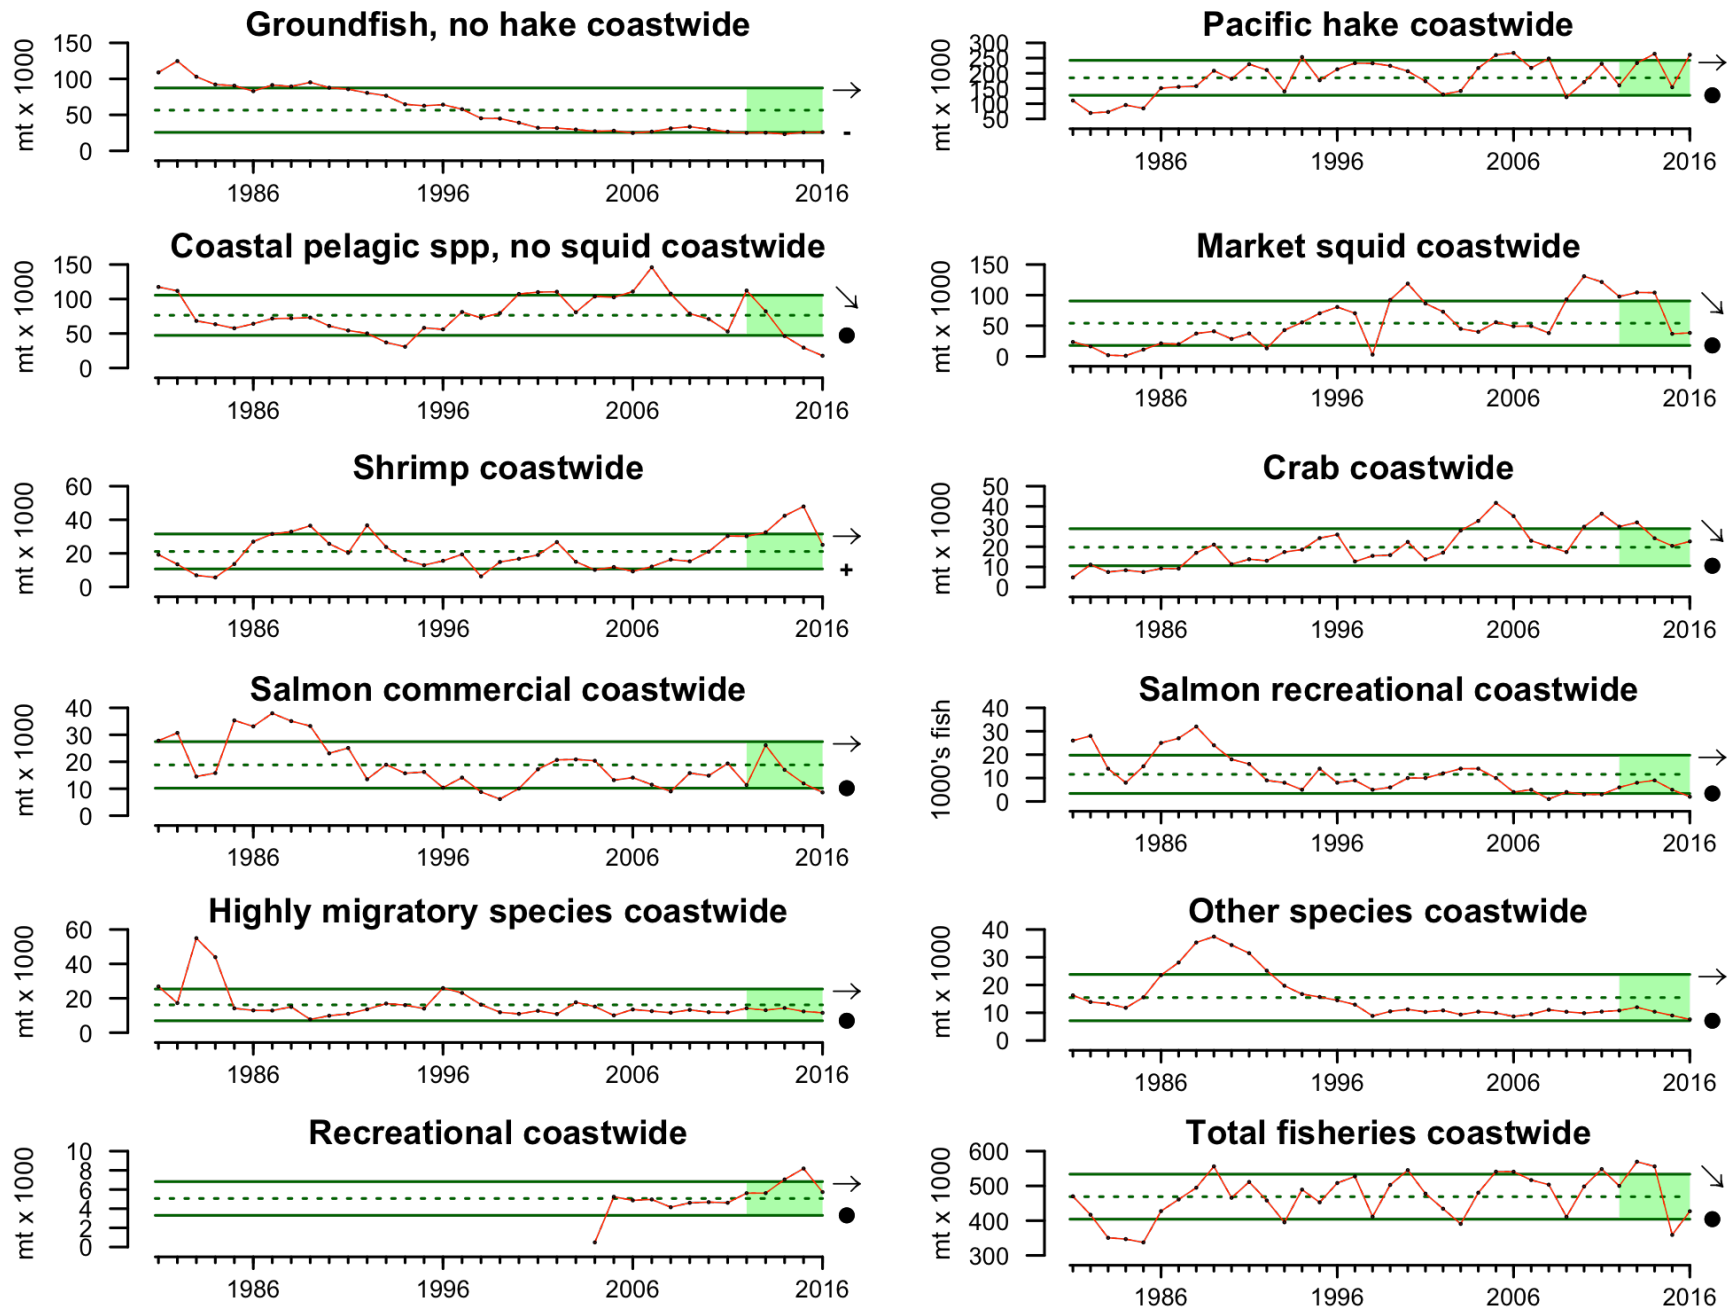 Groundfish, no hake coastwide
mt x 1000
150
100
50
0
1986 1996 2006 2016
-
Pacific hake coastwide
mt x 1000
300
250
200
150
100
50
1986 1996 2006 2016
Coastal pelagic spp, no squid coastwide
mt x 1000
150
100
50
0
1986 1996 2006 2016
Market squid coastwide
mt x 1000
150
100
50
0
1986 1996 2006 2016
Shrimp coastwide
mt x 1000
60
40
20
0
1986 1996 2006 2016
+
Crab coastwide
mt x 1000
50
40
30
20
10
0
1986 1996 2006 2016
Salmon commercial coastwide
mt x 1000
40
30
20
10
0
1986 1996 2006 2016
Salmon recreational coastwide
1000's fish
40
30
20
10
0
1986 1996 2006 2016
Highly migratory species coastwide
mt x 1000
60
40
20
0
1986 1996 2006 2016
Other species coastwide
mt x 1000
40
30
20
10
0
1986 1996 2006 2016
Recreational coastwide
mt x 1000
10
8
6
4
2
0
1986 1996 2006 2016
Total fisheries coastwide
mt x 1000
600
500
400
300
1986 1996 2006 2016